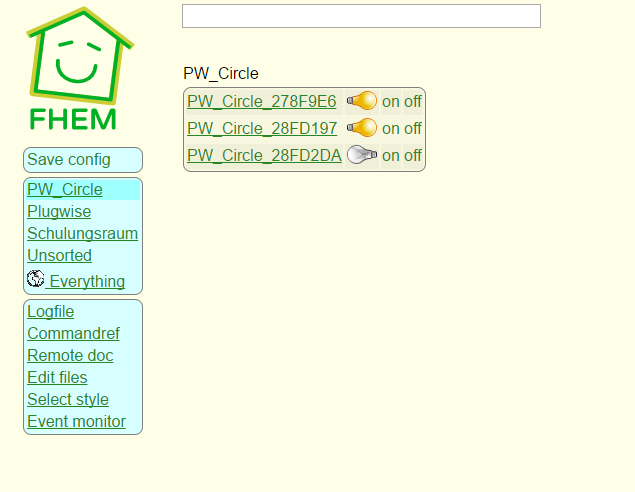 FHEM
Save config
PW_Circle
Plugwise
Schulungsraum
Unsorted
Everything
Logfile
Commandref
Remote doc
Edit files
Select style
Event monitor
PW_Circle
PW_Circle_278F9E6 on off
PW_Circle_28FD197 on off
PW_Circle_28FD2DA on off